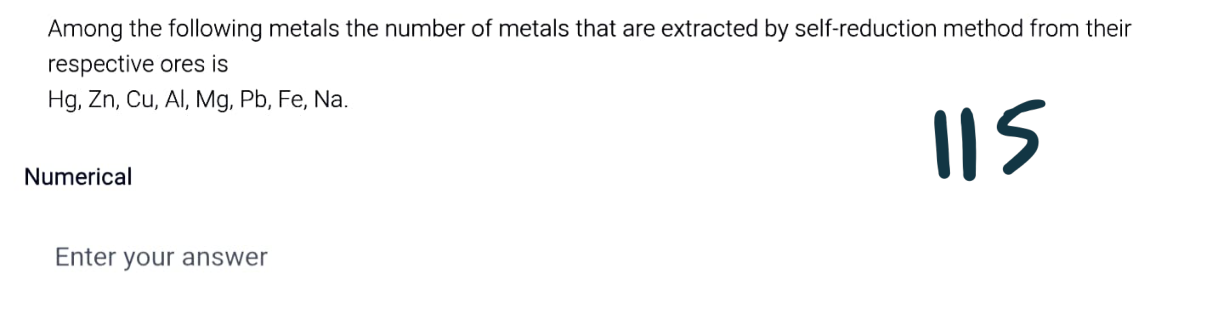 Among the following metals the number of metals that are extracted by self-reduction method from their
respective ores is
Hg, Zn, Cu, Al, Mg, Pb, Fe, Na.
115
Numerical
Enter your answer